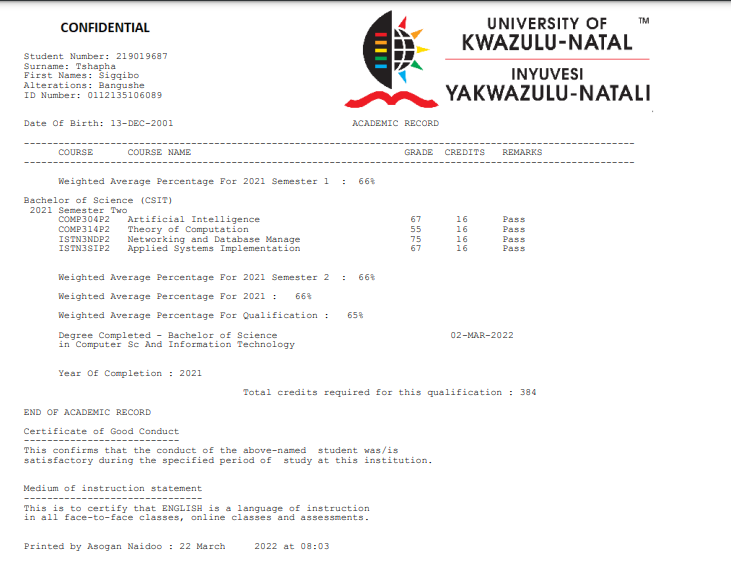 CONFIDENTIAL
UNIVERSITY OF TM
KWAZULU-NATAL
INYUVESI
YAKWAZULU-NATALI
Student Number: 219019687
Surname: Tshapha
First Names: Siqqibo
Alterations: Bangushe
ID Number: 0112135106089
Date Of Birth: 13-DEC-2001 ACADEMIC RECORD
COURSE COURSE NAME GRADE CREDITS REMARKS
Weighted Average Percentage For 2021 Semester 1 : 66%
Bachelor of Science (CSIT)
2021 Semester Two
COMP304P2 Artificial Intelligence 67 16 Pass
COMP314P2 Theory of Computation 55 16 Pass
ISTN3NDP2 Networking and Database Manage 75 16 Pass
ISTN3SIP2 Applied Systems Implementation 67 16 Pass
Weighted Average Percentage For 2021 Semester 2 : 66%
Weighted Average Percentage For 2021 : 66%
Weighted Average Percentage For Qualification : 65%
Degree Completed - Bachelor of Science 02-MAR-2022
in Computer Sc And Information Technology
Year Of Completion : 2021
Total credits required for this qualification : 384
END OF ACADEMIC RECORD
Certificate of Good Conduct
This confirms that the conduct of the above-named student was/is
satisfactory during the specified period of study at this institution.
Medium of instruction statement
This is to certify that ENGLISH is a language of instruction
in all face-to-face classes, online classes and assessments.
Printed by Asogan Naidoo : 22 March 2022 at 08:03